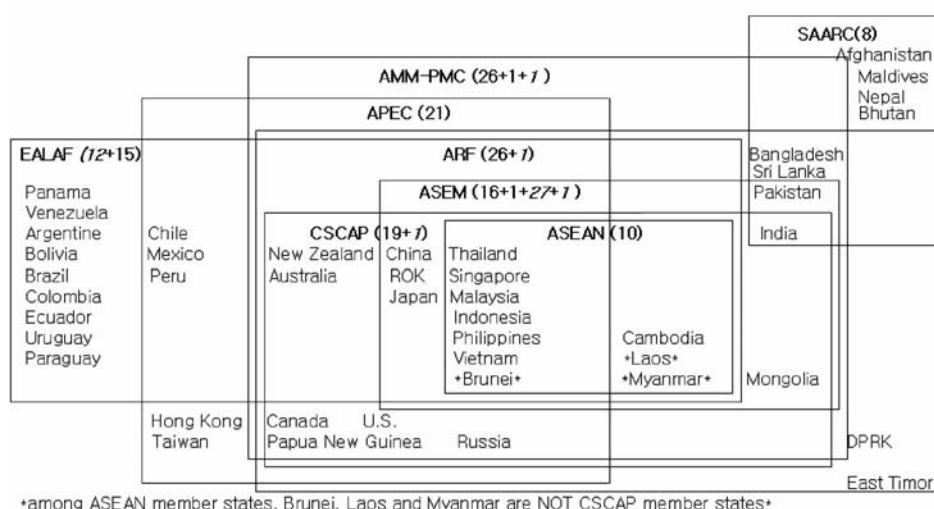 SAARC(8)
Afghanistan
AMM-PMC (26+1+1)
Maldives
Nepal
APEC (21)
Bhutan
EALAF (12+15)
ARF (26+1)
Bangladesh
Sri Lanka
Panama
ASEM (16+1+27+1)
Pakistan
Venezuela
Argentine
Chile
CSCAP (19+1)
ASEAN (10)
India
Bolivia
Mexico
New Zealand
China
Thailand
Brazil
Peru
Australia
ROK
Singapore
Colombia
Japan
Malaysia
Ecuador
Indonesia
Uruguay
Philippines
Cambodia
Paraguay
Vietnam
*Laos*
*Brunei*
*Myanmar*
Mongolia
Hong Kong
Canada
U.S.
Taiwan
Papua New Guinea
Russia
DPRK
East Timor
*among ASEAN member states, Brunei, Laos and Myanmar are NOT CSCAP member states*